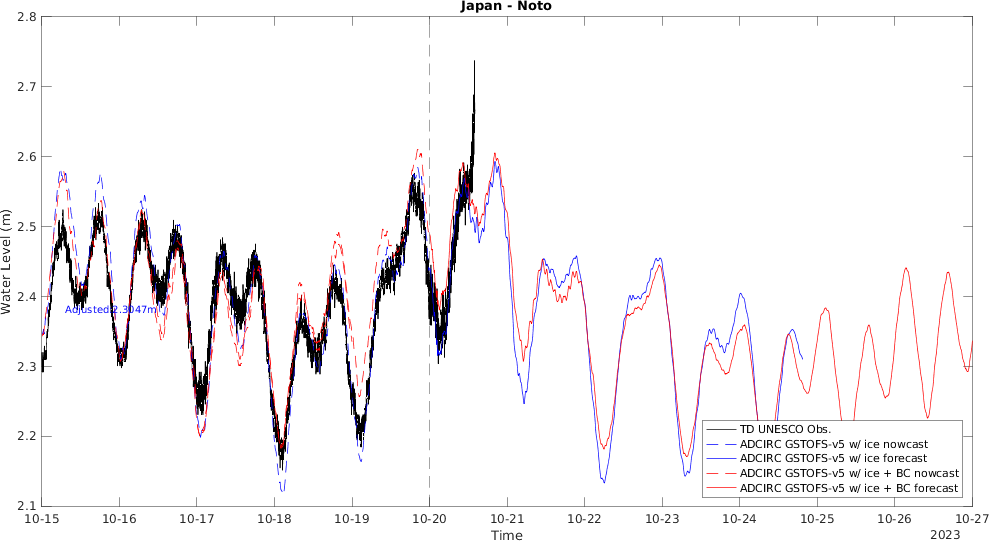 Japan - Noto
2.8
2.7
2.6
2.5
2.4
2.3
2.2
2.1
Water Level (m)
Adjusted:2.3047m
TD UNESCO Obs.
ADCIRC GSTOFS-v5 w/ ice nowcast
ADCIRC GSTOFS-v5 w/ ice forecast
ADCIRC GSTOFS-v5 w/ ice + BC nowcast
ADCIRC GSTOFS-v5 w/ ice + BC forecast
10-15 10-16 10-17 10-18 10-19 10-20 10-21 10-22 10-23 10-24 10-25 10-26 10-27
Time
2023